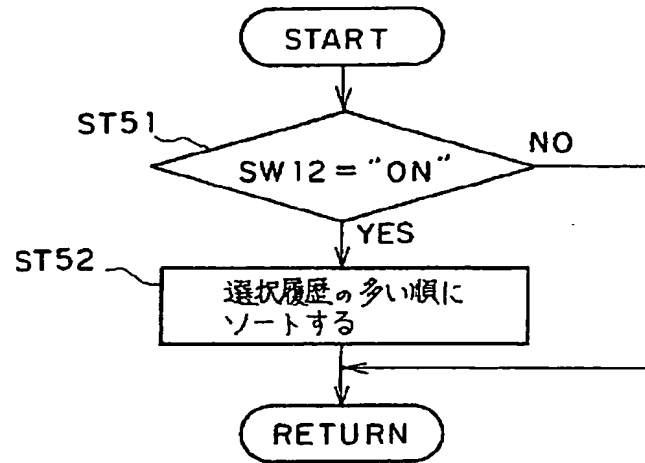 START
ST51
SW12="ON"
NO
YES
ST52
選択履歴の多い順に
ソートする
RETURN